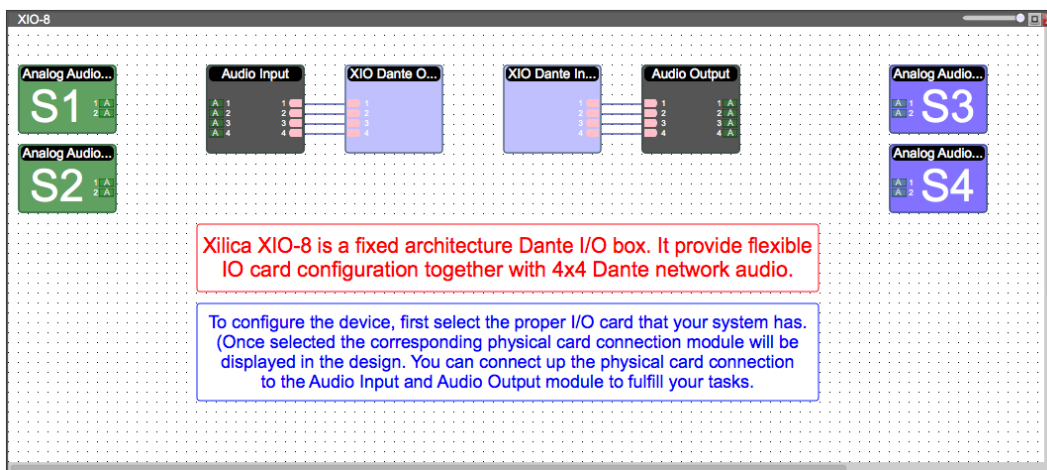 XIO-8
Analog Audio...
S1
1 A
2 A
Audio Input
A 1 1
A 2 2
A 3 3
A 4 4
XIO Dante O...
1
2
3
4
XIO Dante In...
1
2
3
4
Audio Output
1 1 A
2 2 A
3 3 A
4 4 A
Analog Audio...
A 1
A 2
S3
Analog Audio...
S2
1 A
2 A
Analog Audio...
A 1
A 2
S4
Xilica XIO-8 is a fixed architecture Dante I/O box. It provide flexible
IO card configuration together with 4x4 Dante network audio.
To configure the device, first select the proper I/O card that your system has.
(Once selected the corresponding physical card connection module will be
displayed in the design. You can connect up the physical card connection
to the Audio Input and Audio Output module to fulfill your tasks.